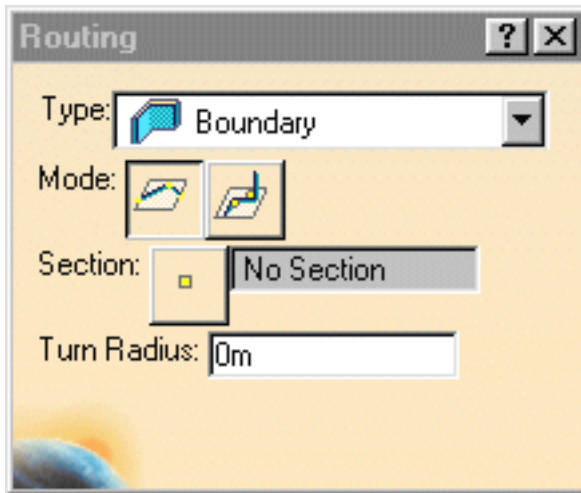 Routing
Type: Boundary
Mode:
Section: No Section
Turn Radius: 0m